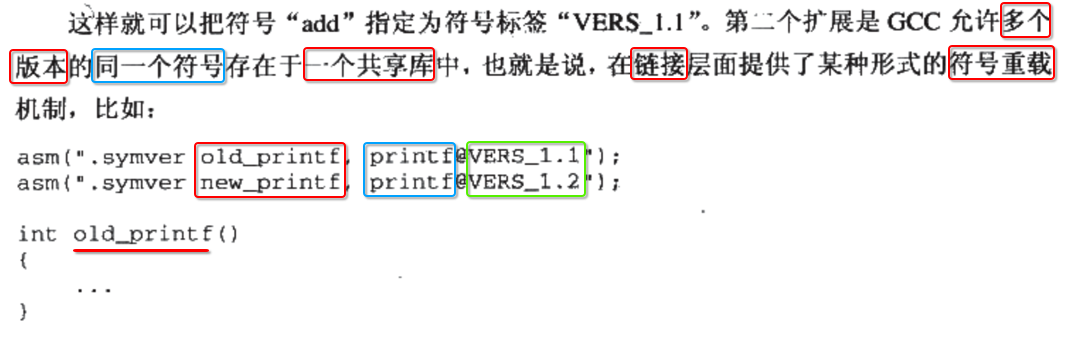 这样就可以把符号“add”指定为符号标签“VERS_1.1”。第二个扩展是 GCC 允许多个
版本的同一个符号存在于一个共享库中，也就是说，在链接层面提供了某种形式的符号重载
机制，比如：
asm(".symver old_printf, printf@VERS_1.1");
asm(".symver new_printf, printf@VERS_1.2");
int old_printf()
{
...
}